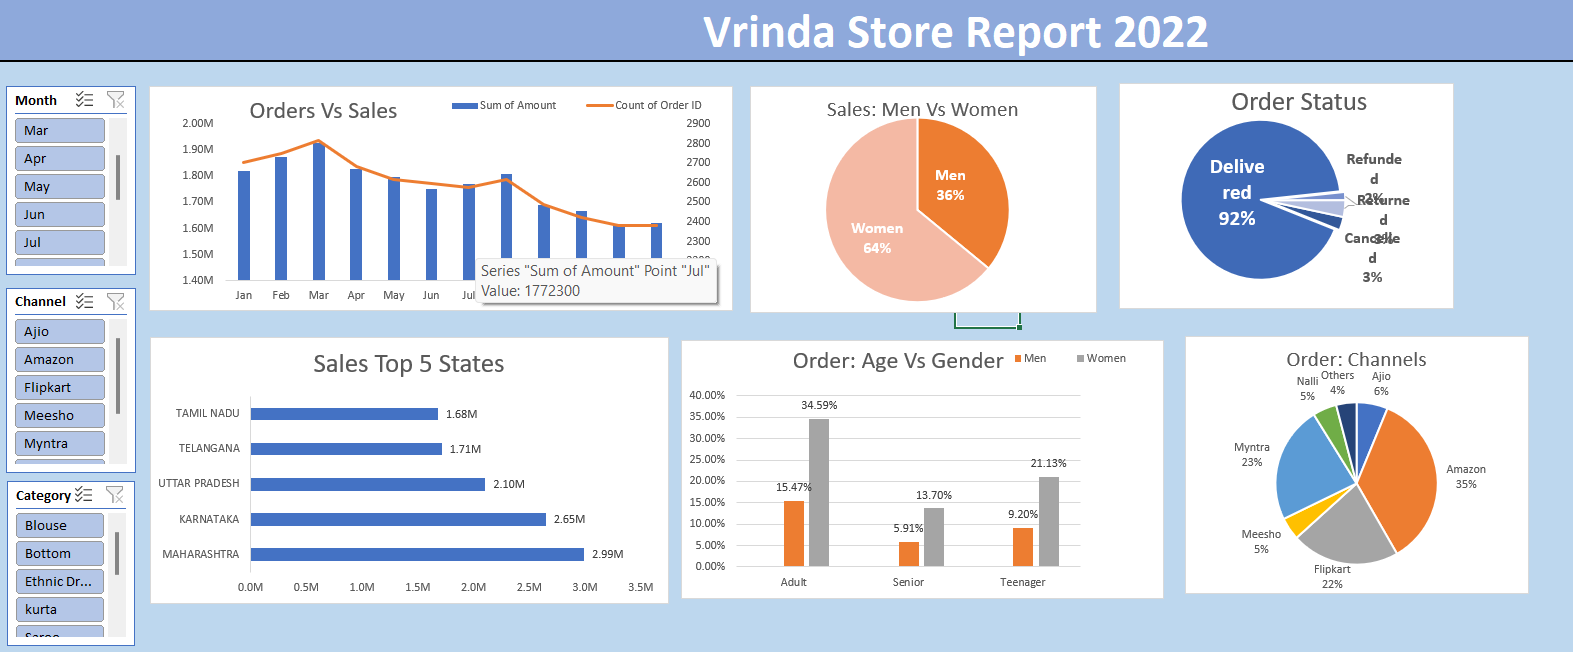 Vrinda Store Report 2022
Month
Mar
Apr
May
Jun
Jul
Channel
Ajio
Amazon
Flipkart
Meesho
Myntra
Category
Blouse
Bottom
Ethnic Dr...
kurta
Saree
Orders Vs Sales
Sum of Amount
Count of Order ID
2.00M
1.90M
1.80M
1.70M
1.60M
1.50M
1.40M
2900
2800
2700
2600
2500
2400
2300
Jan Feb Mar Apr May Jun Jul
Series "Sum of Amount" Point "Jul"
Value: 1772300
Sales: Men Vs Women
Men
36%
Women
64%
Order Status
Delive
red
92%
Refunde
d
2%
Returne
d
3%
Cancelle
d
3%
Sales Top 5 States
TAMIL NADU 1.68M
TELANGANA 1.71M
UTTAR PRADESH 2.10M
KARNATAKA 2.65M
MAHARASHTRA 2.99M
0.0M 0.5M 1.0M 1.5M 2.0M 2.5M 3.0M 3.5M
Order: Age Vs Gender
Men
Women
40.00%
35.00%
30.00%
25.00%
20.00%
15.00%
10.00%
5.00%
0.00%
15.47%
34.59%
5.91%
13.70%
9.20%
21.13%
Adult Senior Teenager
Order: Channels
Ajio
6%
Amazon
35%
Flipkart
22%
Meesho
5%
Myntra
23%
Nalli
5%
Others
4%